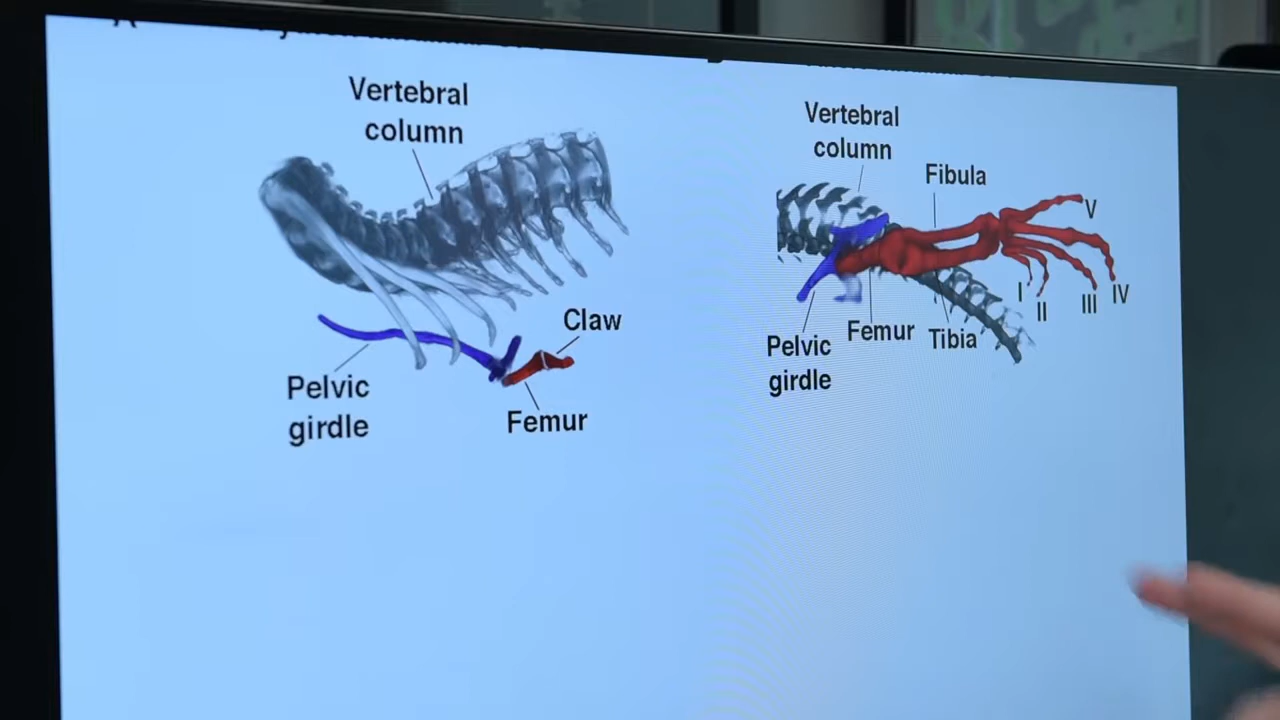 Vertebral
column
Claw
Pelvic
girdle
Femur
Vertebral
column
Fibula
V
I
II
III
IV
Pelvic
girdle
Femur
Tibia